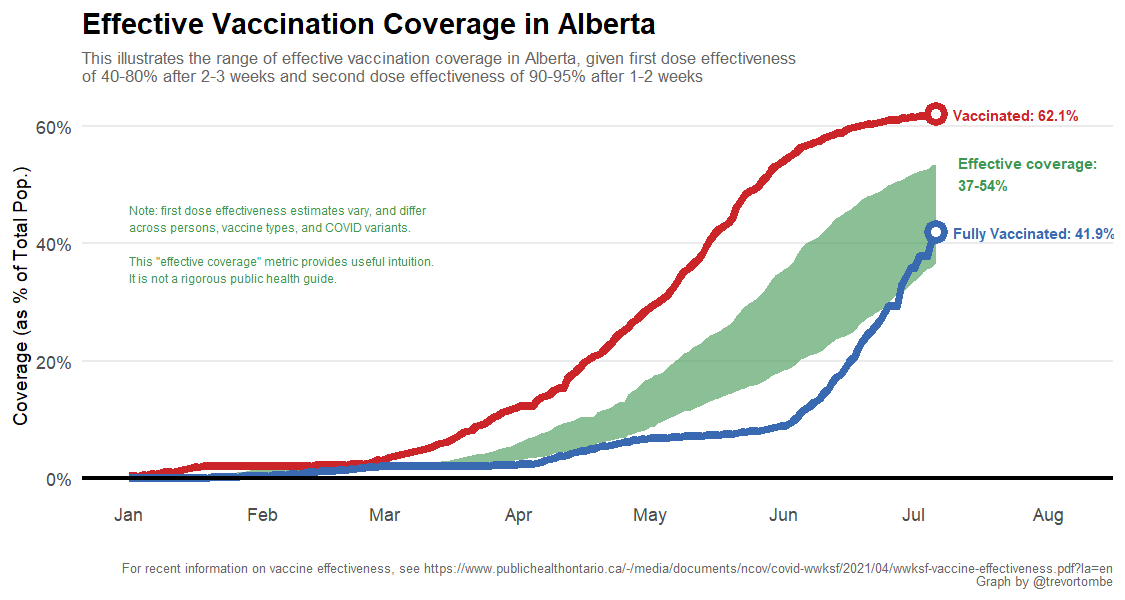 Effective Vaccination Coverage in Alberta
This illustrates the range of effective vaccination coverage in Alberta, given first dose effectiveness
of 40-80% after 2-3 weeks and second dose effectiveness of 90-95% after 1-2 weeks
Coverage (as % of Total Pop.)
60%
40%
20%
0%
Vaccinated: 62.1%
Effective coverage:
37-54%
Fully Vaccinated: 41.9%
Note: first dose effectiveness estimates vary, and differ
across persons, vaccine types, and COVID variants.
This "effective coverage" metric provides useful intuition.
It is not a rigorous public health guide.
Jan Feb Mar Apr May Jun Jul Aug
For recent information on vaccine effectiveness, see https://www.publichealthontario.ca/-/media/documents/ncov/covid-wwksf/2021/04/wwksf-vaccine-effectiveness.pdf?la=en
Graph by @trevortombe